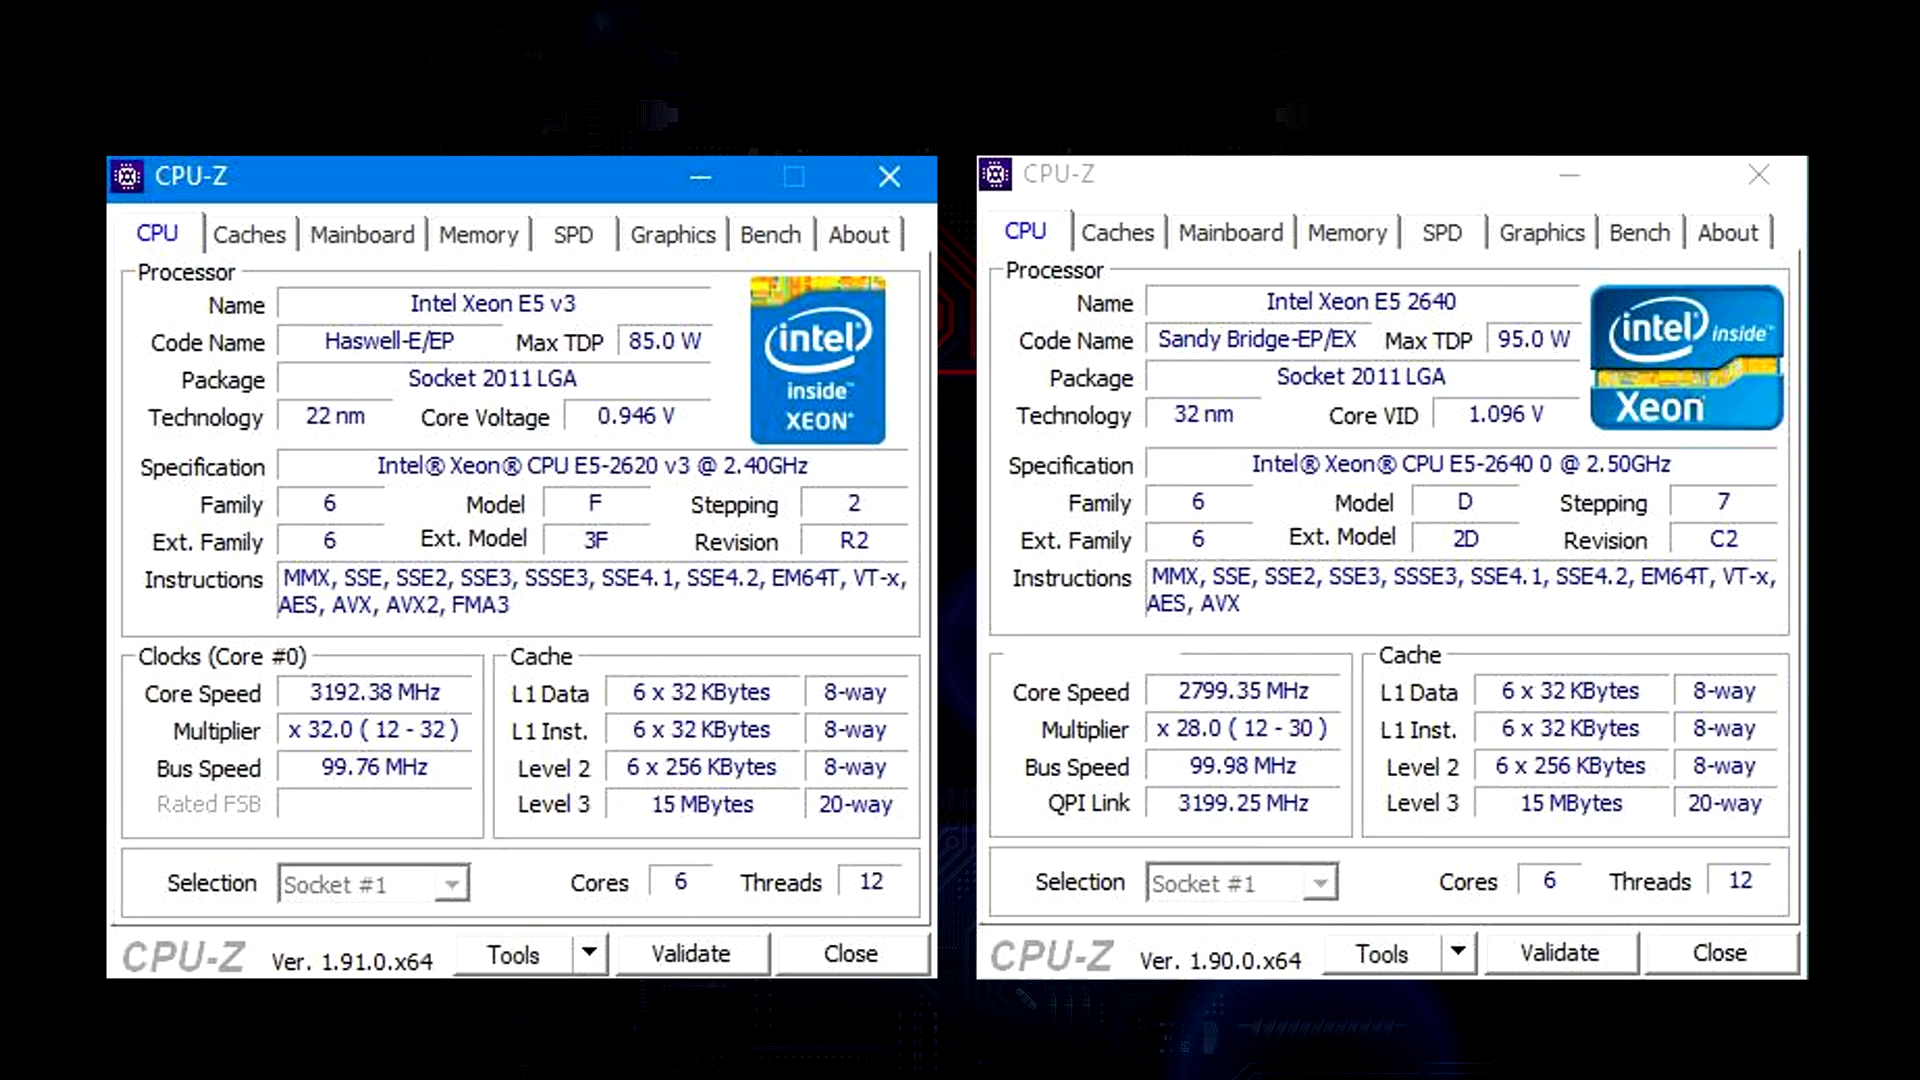 CPU-Z
CPU Caches Mainboard Memory SPD Graphics Bench About
Processor
Name Intel Xeon E5 v3
Code Name Haswell-E/EP Max TDP 85.0 W
Package Socket 2011 LGA
Technology 22 nm Core Voltage 0.946 V
intel® inside™ XEON®
Specification Intel® Xeon® CPU E5-2620 v3 @ 2.40GHz
Family 6 Model F Stepping 2
Ext. Family 6 Ext. Model 3F Revision R2
Instructions MMX, SSE, SSE2, SSE3, SSSE3, SSE4.1, SSE4.2, EM64T, VT-x,
AES, AVX, AVX2, FMA3
Clocks (Core #0)
Core Speed 3192.38 MHz
Multiplier x 32.0 ( 12 - 32 )
Bus Speed 99.76 MHz
Rated FSB
Cache
L1 Data 6 x 32 KBytes 8-way
L1 Inst. 6 x 32 KBytes 8-way
Level 2 6 x 256 KBytes 8-way
Level 3 15 MBytes 20-way
Selection Socket #1 Cores 6 Threads 12
CPU-Z Ver. 1.91.0.x64 Tools Validate Close
CPU-Z
CPU Caches Mainboard Memory SPD Graphics Bench About
Processor
Name Intel Xeon E5 2640
Code Name Sandy Bridge-EP/EX Max TDP 95.0 W
Package Socket 2011 LGA
Technology 32 nm Core VID 1.096 V
intel® inside™ Xeon®
Specification Intel® Xeon® CPU E5-2640 0 @ 2.50GHz
Family 6 Model D Stepping 7
Ext. Family 6 Ext. Model 2D Revision C2
Instructions MMX, SSE, SSE2, SSE3, SSSE3, SSE4.1, SSE4.2, EM64T, VT-x,
AES, AVX
Core Speed 2799.35 MHz
Multiplier x 28.0 ( 12 - 30 )
Bus Speed 99.98 MHz
QPI Link 3199.25 MHz
Cache
L1 Data 6 x 32 KBytes 8-way
L1 Inst. 6 x 32 KBytes 8-way
Level 2 6 x 256 KBytes 8-way
Level 3 15 MBytes 20-way
Selection Socket #1 Cores 6 Threads 12
CPU-Z Ver. 1.90.0.x64 Tools Validate Close